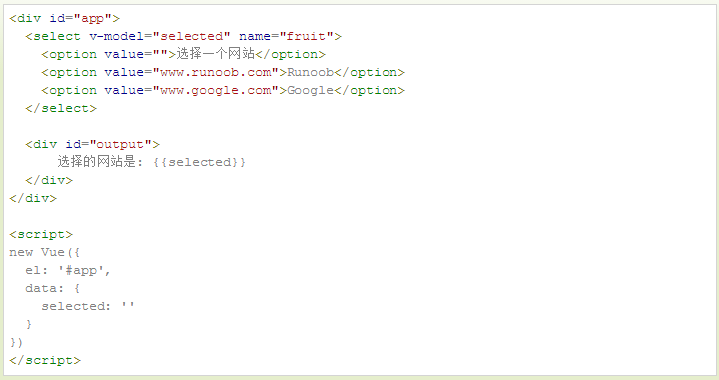 <div id="app">
  <select v-model="selected" name="fruit">
    <option value="">选择一个网站</option>
    <option value="www.runoob.com">Runoob</option>
    <option value="www.google.com">Google</option>
  </select>

  <div id="output">
      选择的网站是: {{selected}}
  </div>
</div>

<script>
new Vue({
  el: '#app',
  data: {
    selected: ''
  }
})
</script>